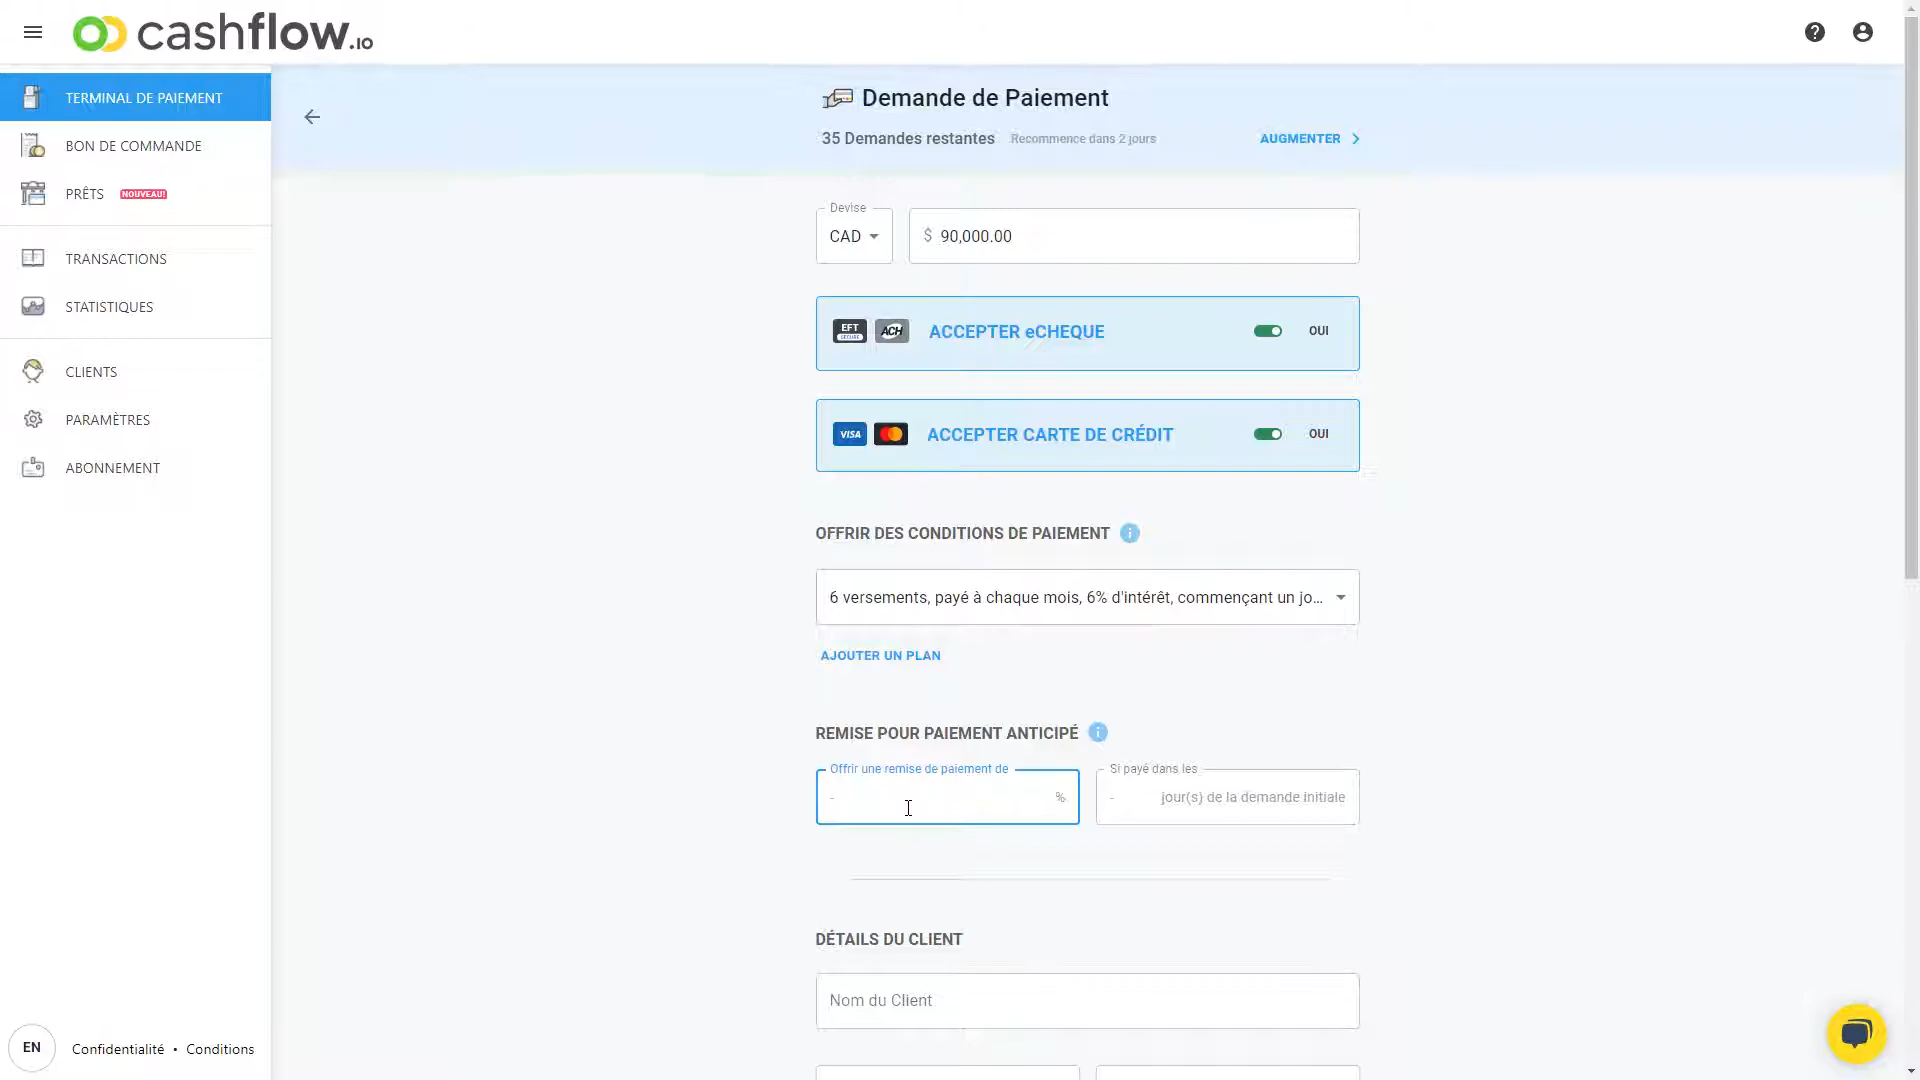 cashflow.io
TERMINAL DE PAIEMENT
BON DE COMMANDE
PRÊTS NOUVEAU!
TRANSACTIONS
STATISTIQUES
CLIENTS
PARAMÈTRES
ABONNEMENT
EN Confidentialité • Conditions
Demande de Paiement
35 Demandes restantes Recommence dans 2 jours AUGMENTER
Devise
CAD $ 90,000.00
EFT SECURE ACH ACCEPTER eCHEQUE OUI
VISA ACCEPTER CARTE DE CRÉDIT OUI
OFFRIR DES CONDITIONS DE PAIEMENT i
6 versements, payé à chaque mois, 6% d'intérêt, commençant un jo...
AJOUTER UN PLAN
REMISE POUR PAIEMENT ANTICIPÉ i
Offrir une remise de paiement de Si payé dans les
- % - jour(s) de la demande initiale
DÉTAILS DU CLIENT
Nom du Client